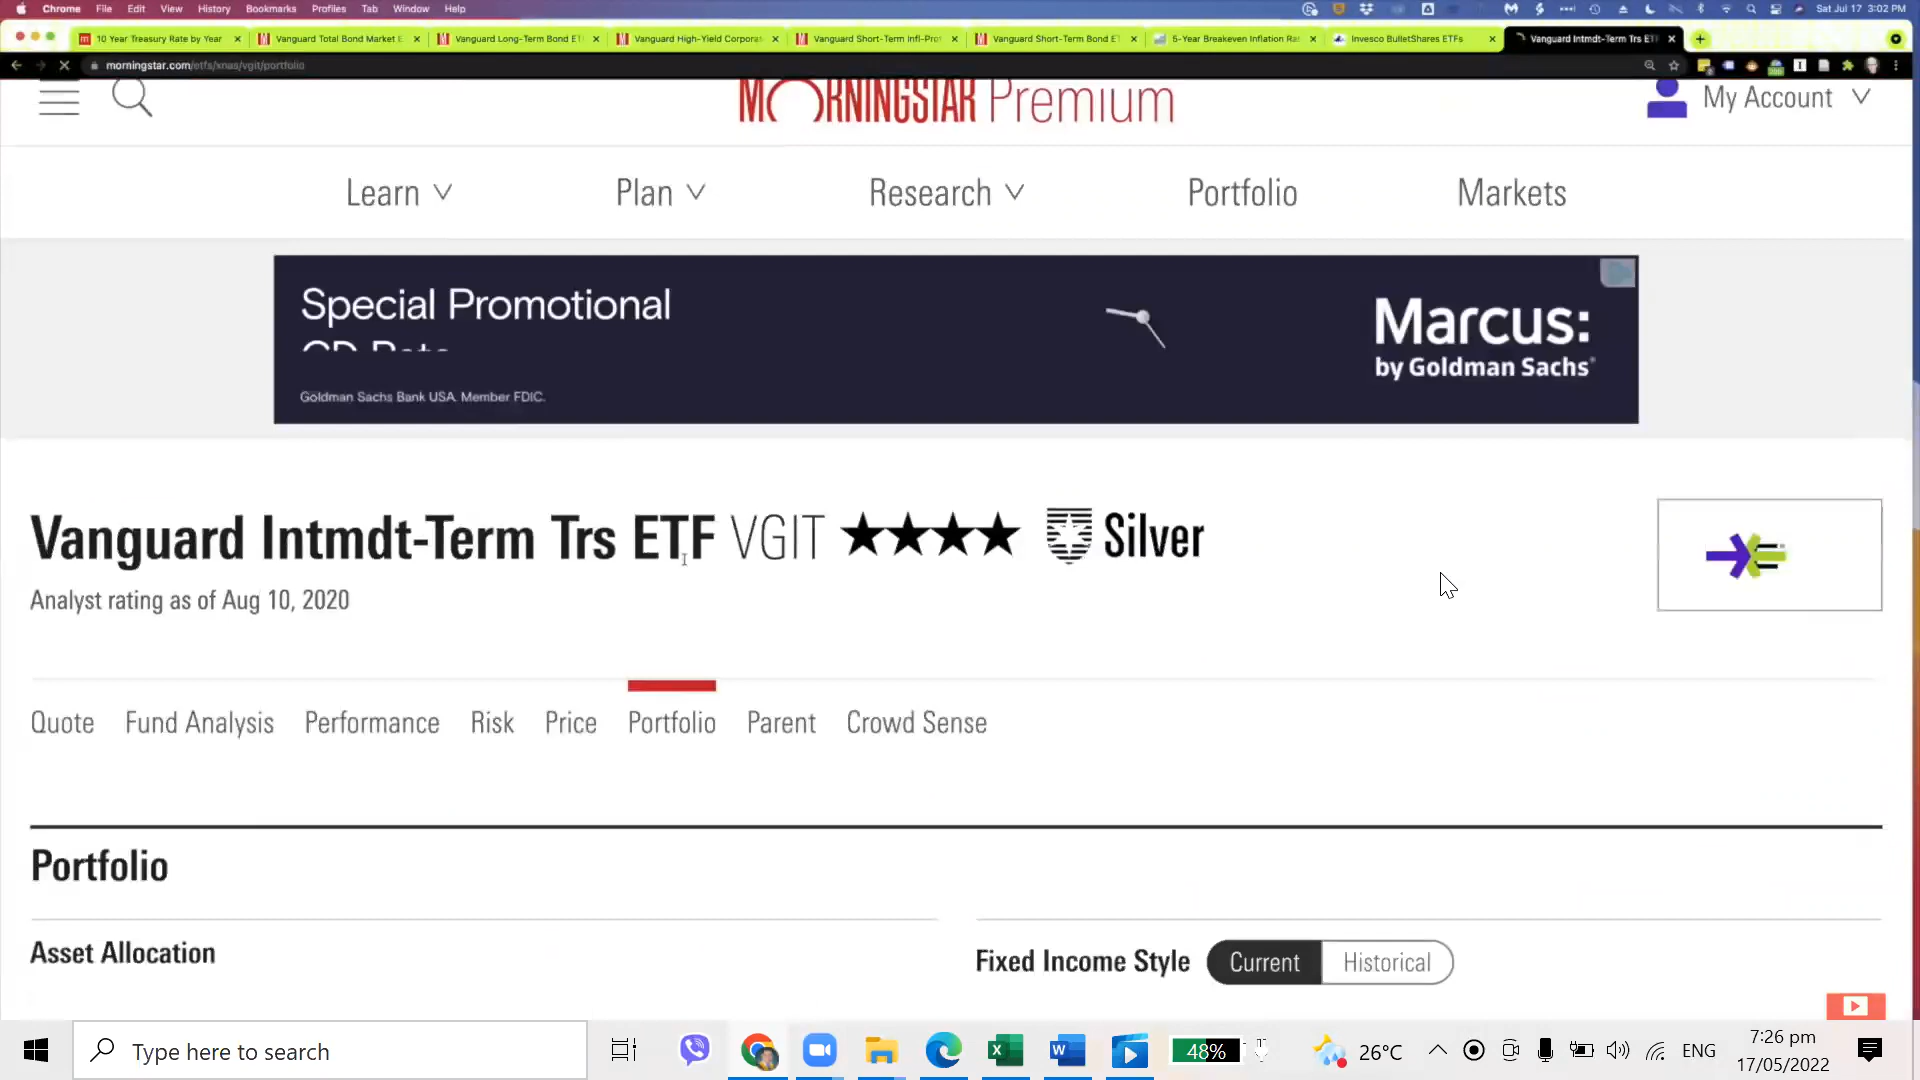 Chrome File Edit View History Bookmarks Profiles Tab Window Help Sat Jul 17 3:02 PM
10 Year Treasury Rate by Year Vanguard Total Bond Market E Vanguard Long-Term Bond ET Vanguard High-Yield Corpora Vanguard Short-Term Infl-Pro Vanguard Short-Term Bond E 5-Year Breakeven Inflation Ra Invesco BulletShares ETFs Vanguard Intmdt-Term Trs ET
morningstar.com/etfs/xnas/vgit/portfolio
MORNINGSTAR Premium
My Account
Learn Plan Research Portfolio Markets
Special Promotional
CD Rate
Goldman Sachs Bank USA. Member FDIC.
Marcus:
by Goldman Sachs
Vanguard Intmdt-Term Trs ETF VGIT ★★★★ Silver
Analyst rating as of Aug 10, 2020
Quote Fund Analysis Performance Risk Price Portfolio Parent Crowd Sense
Portfolio
Asset Allocation
Fixed Income Style Current Historical
Type here to search
48%
26°C
ENG
7:26 pm
17/05/2022